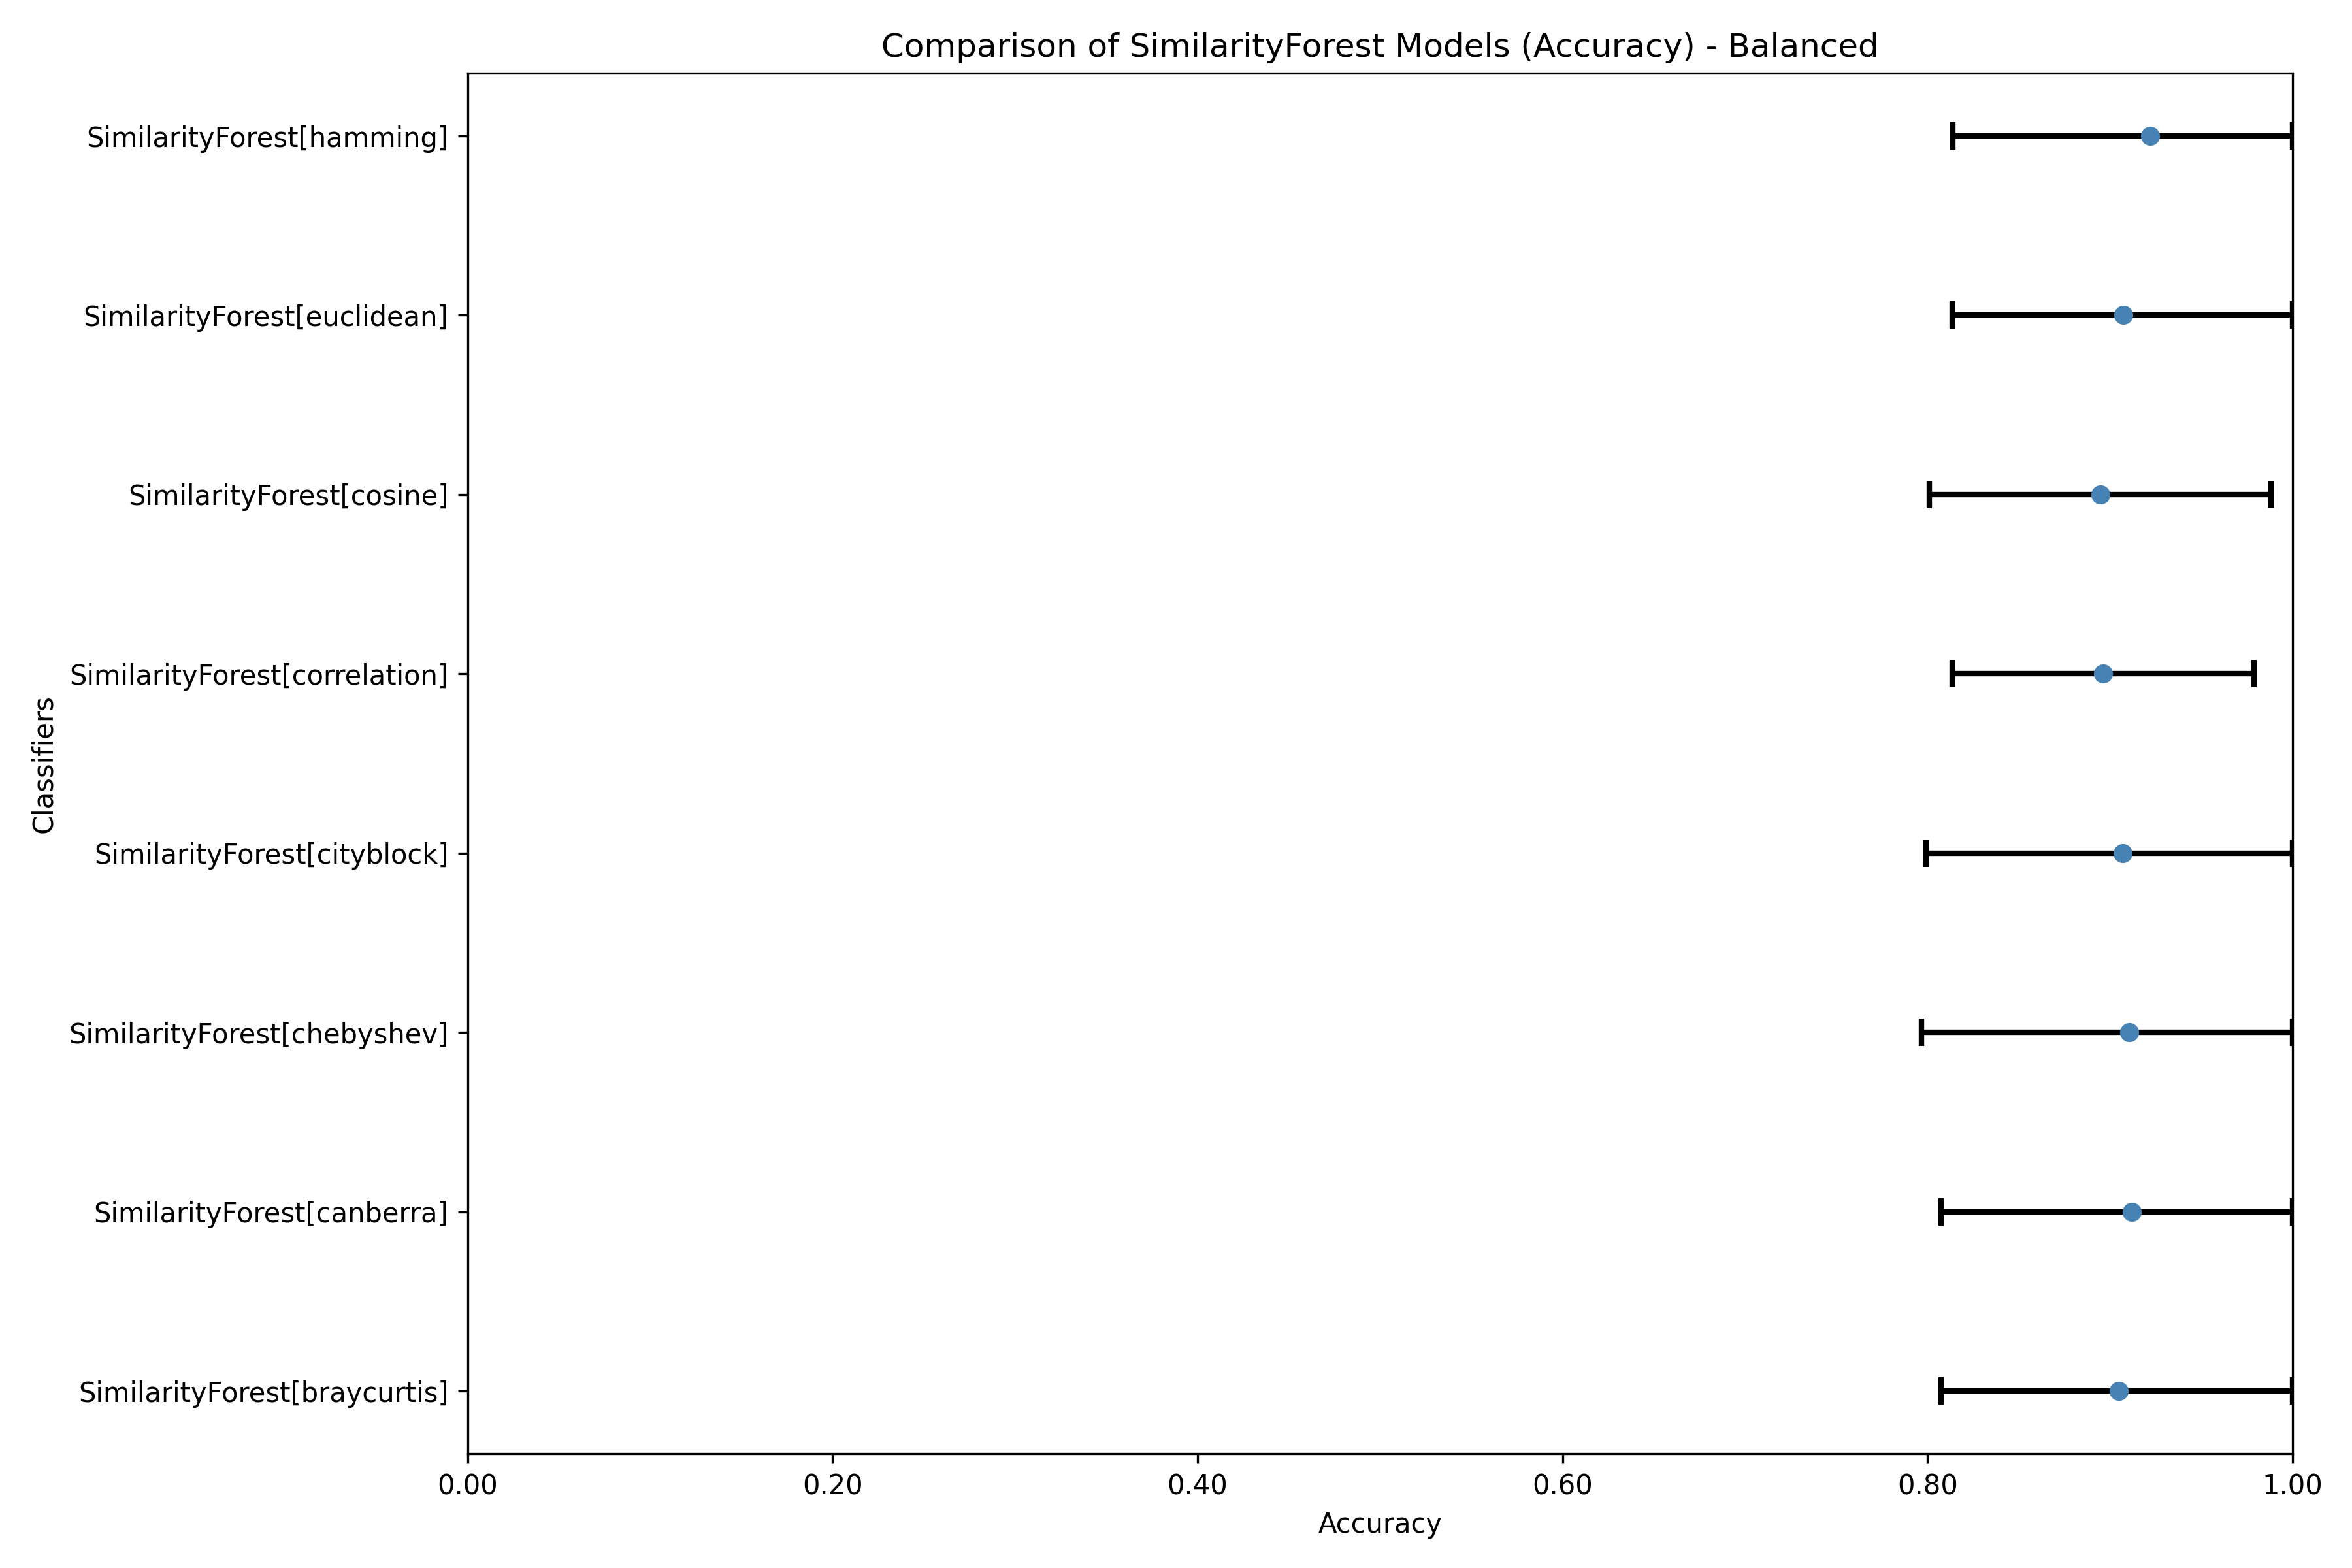 Comparison of SimilarityForest Models (Accuracy) - Balanced
SimilarityForest[hamming]
SimilarityForest[euclidean]
SimilarityForest[cosine]
SimilarityForest[correlation]
SimilarityForest[cityblock]
SimilarityForest[chebyshev]
SimilarityForest[canberra]
SimilarityForest[braycurtis]
Classifiers
0.00 0.20 0.40 0.60 0.80 1.00
Accuracy